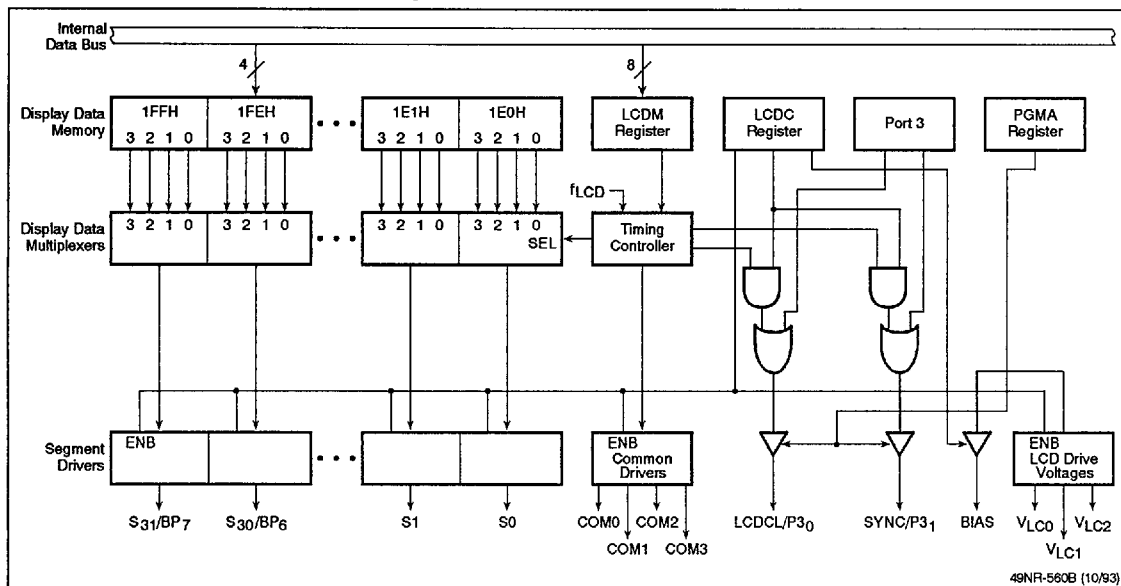 Internal
Data Bus
4
8
Display Data
Memory
1FFH
1FEH
1E1H
1E0H
3 2 1 0
3 2 1 0
3 2 1 0
3 2 1 0
LCDM
Register
LCDC
Register
Port 3
PGMA
Register
fLCD
Display Data
Multiplexers
3 2 1 0
3 2 1 0
3 2 1 0
3 2 1 0
SEL
Timing
Controller
Segment
Drivers
ENB
ENB
Common
Drivers
ENB
LCD Drive
Voltages
S31/BP7
S30/BP6
S1
S0
COM0
COM1
COM2
COM3
LCDCL/P30
SYNC/P31
BIAS
VLC0
VLC1
VLC2
49NR-560B (10/93)